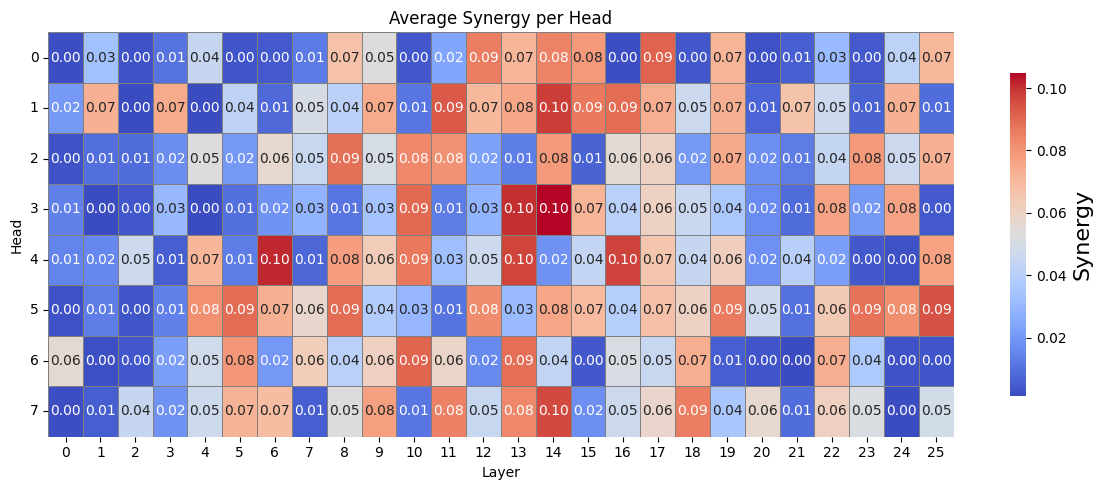 Average Synergy per Head
0 0.00 0.03 0.00 0.01 0.04 0.00 0.00 0.01 0.07 0.05 0.00 0.02 0.09 0.07 0.08 0.08 0.00 0.09 0.00 0.07 0.00 0.01 0.03 0.00 0.04 0.07
1 0.02 0.07 0.00 0.07 0.00 0.04 0.01 0.05 0.04 0.07 0.01 0.09 0.07 0.08 0.10 0.09 0.09 0.07 0.05 0.07 0.01 0.07 0.05 0.01 0.07 0.01
2 0.00 0.01 0.01 0.02 0.05 0.02 0.06 0.05 0.09 0.05 0.08 0.08 0.02 0.01 0.08 0.01 0.06 0.06 0.02 0.07 0.02 0.01 0.04 0.08 0.05 0.07
3 0.01 0.00 0.00 0.03 0.00 0.01 0.02 0.03 0.01 0.03 0.09 0.01 0.03 0.10 0.10 0.07 0.04 0.06 0.05 0.04 0.02 0.01 0.08 0.02 0.08 0.00
4 0.01 0.02 0.05 0.01 0.07 0.01 0.10 0.01 0.08 0.06 0.09 0.03 0.05 0.10 0.02 0.04 0.10 0.07 0.04 0.06 0.02 0.04 0.02 0.00 0.00 0.08
5 0.00 0.01 0.00 0.01 0.08 0.09 0.07 0.06 0.09 0.04 0.03 0.01 0.08 0.03 0.08 0.07 0.04 0.07 0.06 0.09 0.05 0.01 0.06 0.09 0.08 0.09
6 0.06 0.00 0.00 0.02 0.05 0.08 0.02 0.06 0.04 0.06 0.09 0.06 0.02 0.09 0.04 0.00 0.05 0.05 0.07 0.01 0.00 0.00 0.07 0.04 0.00 0.00
7 0.00 0.01 0.04 0.02 0.05 0.07 0.07 0.01 0.05 0.08 0.01 0.08 0.05 0.08 0.10 0.02 0.05 0.06 0.09 0.04 0.06 0.01 0.06 0.05 0.00 0.05
0 1 2 3 4 5 6 7 8 9 10 11 12 13 14 15 16 17 18 19 20 21 22 23 24 25
Layer
Head
0.10
0.08
0.06
0.04
0.02
Synergy